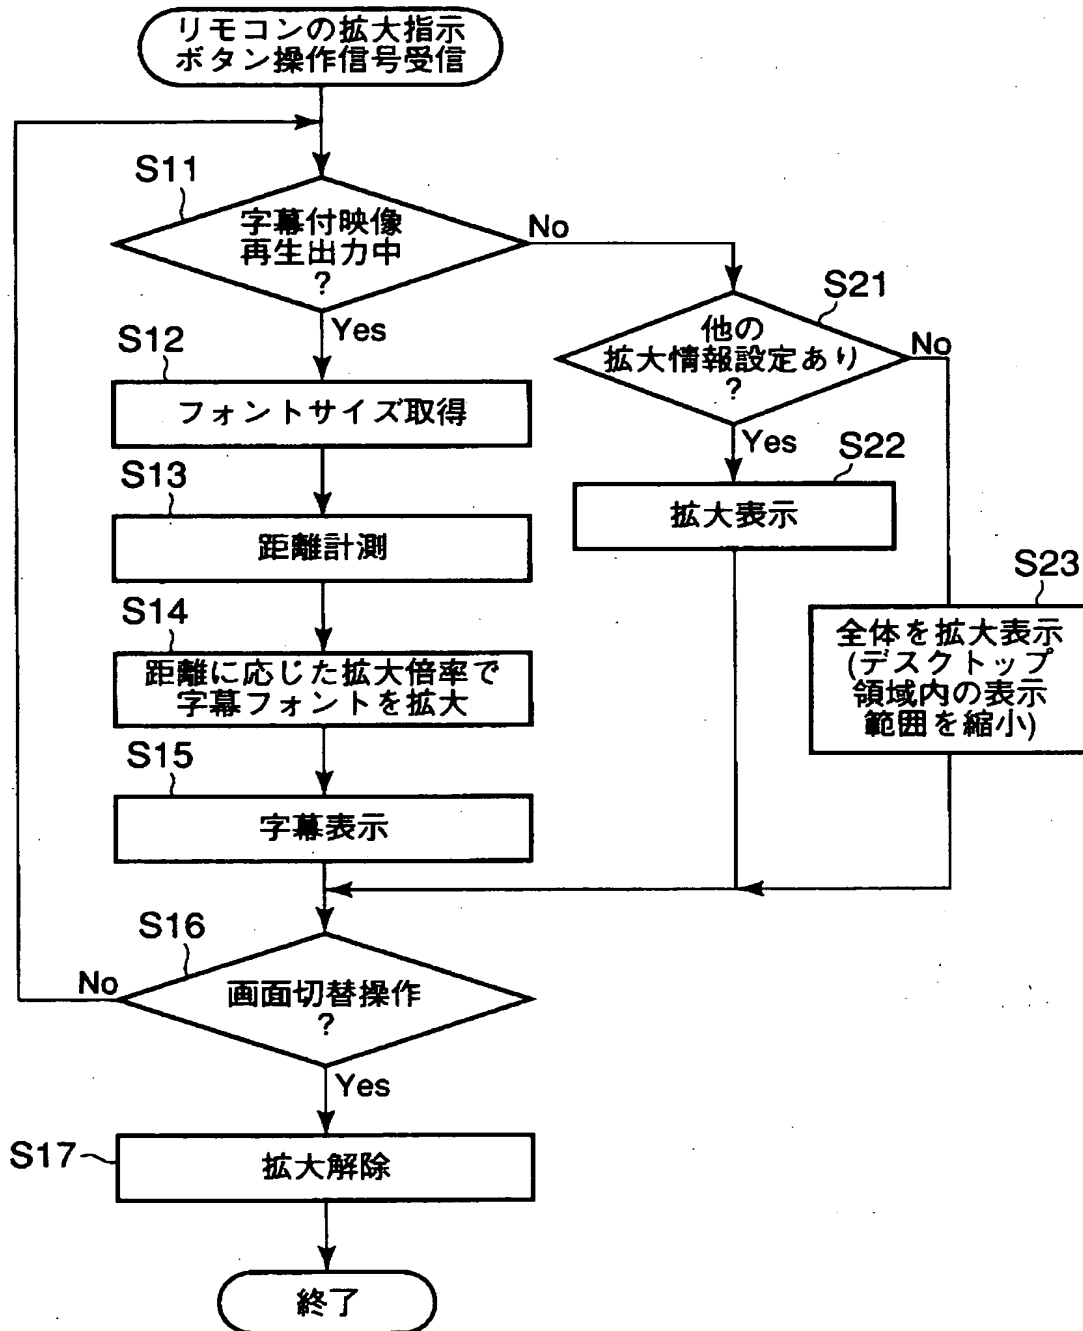 リモコンの拡大指示
ボタン操作信号受信
S11
字幕付映像
再生出力中
?
No
Yes
S21
他の
拡大情報設定あり
?
No
Yes
S12
フォントサイズ取得
S22
拡大表示
S13
距離計測
S23
全体を拡大表示
(デスクトップ
領域内の表示
範囲を縮小)
S14
距離に応じた拡大倍率で
字幕フォントを拡大
S15
字幕表示
S16
画面切替操作
?
No
Yes
S17
拡大解除
終了